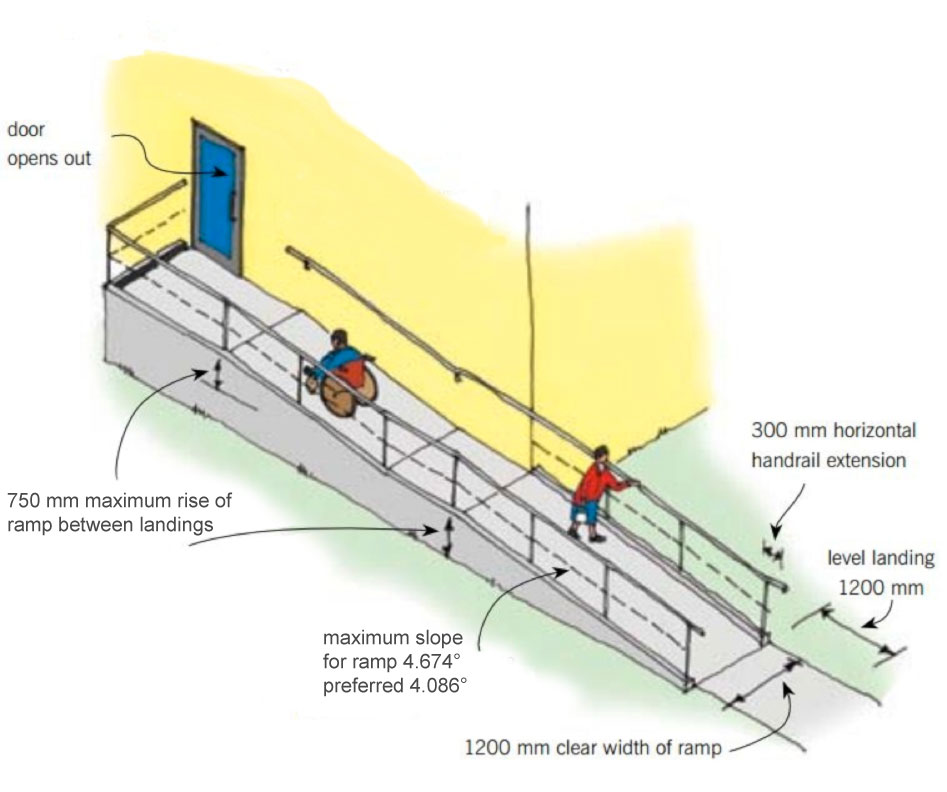 door
opens out
300 mm horizontal
handrail extension
750 mm maximum rise of
ramp between landings
level landing
1200 mm
maximum slope
for ramp 4.674°
preferred 4.086°
1200 mm clear width of ramp